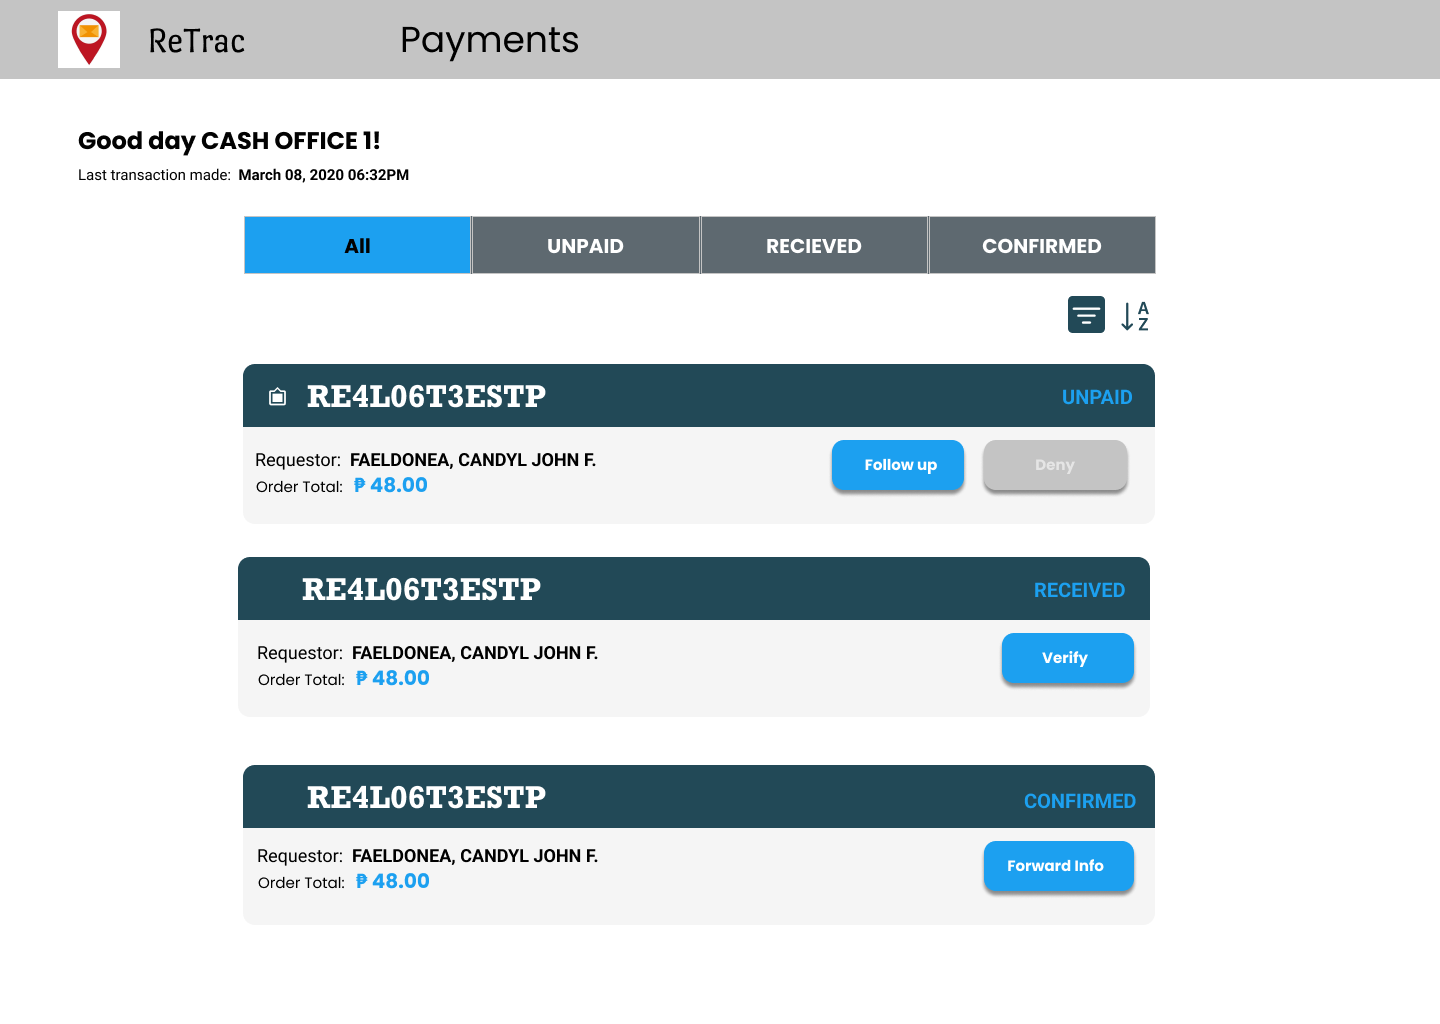 ReTrac
Payments
Good day CASH OFFICE 1!
Last transaction made: March 08, 2020 06:32PM
All UNPAID RECIEVED CONFIRMED
A
Z
RE4L06T3ESTP UNPAID
Requestor: FAELDONEA, CANDYL JOHN F. Follow up Deny
Order Total: ₱ 48.00
RE4L06T3ESTP RECEIVED
Requestor: FAELDONEA, CANDYL JOHN F. Verify
Order Total: ₱ 48.00
RE4L06T3ESTP CONFIRMED
Requestor: FAELDONEA, CANDYL JOHN F. Forward Info
Order Total: ₱ 48.00